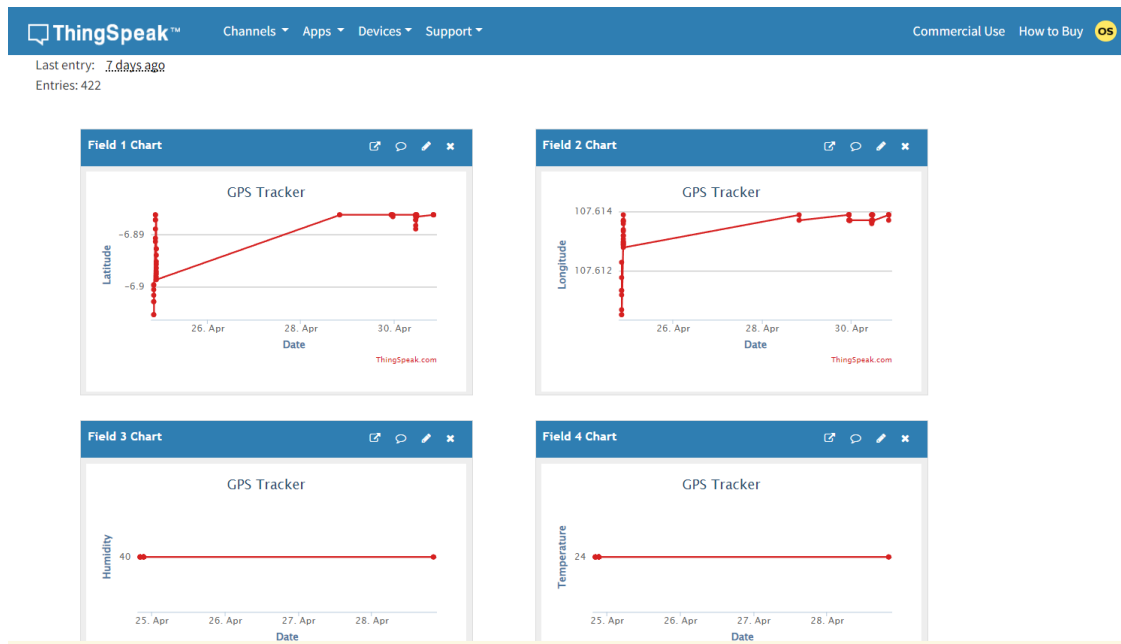 ThingSpeak™ Channels Apps Devices Support Commercial Use How to Buy OS
Last entry: 7 days ago
Entries: 422
Field 1 Chart
GPS Tracker
Latitude
-6.89
-6.9
26. Apr 28. Apr 30. Apr
Date
ThingSpeak.com
Field 2 Chart
GPS Tracker
Longitude
107.614
107.612
26. Apr 28. Apr 30. Apr
Date
ThingSpeak.com
Field 3 Chart
GPS Tracker
Humidity
40
25. Apr 26. Apr 27. Apr 28. Apr
Date
Field 4 Chart
GPS Tracker
Temperature
24
25. Apr 26. Apr 27. Apr 28. Apr
Date